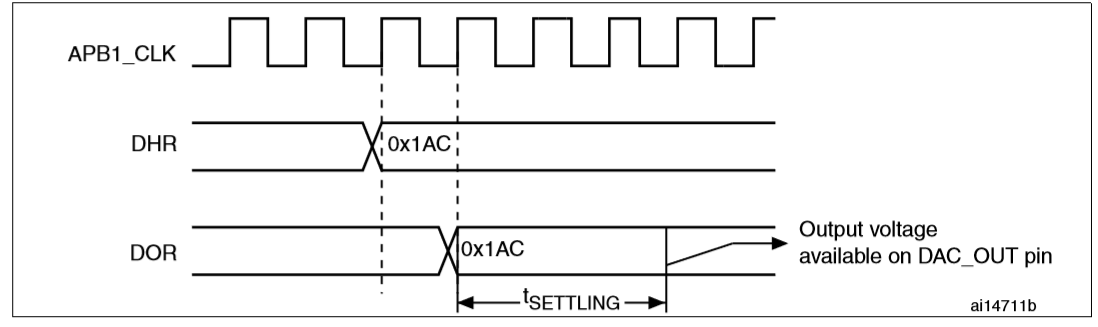 APB1_CLK
DHR
0x1AC
DOR
0x1AC
Output voltage
available on DAC_OUT pin
tSETTLING
ai14711b